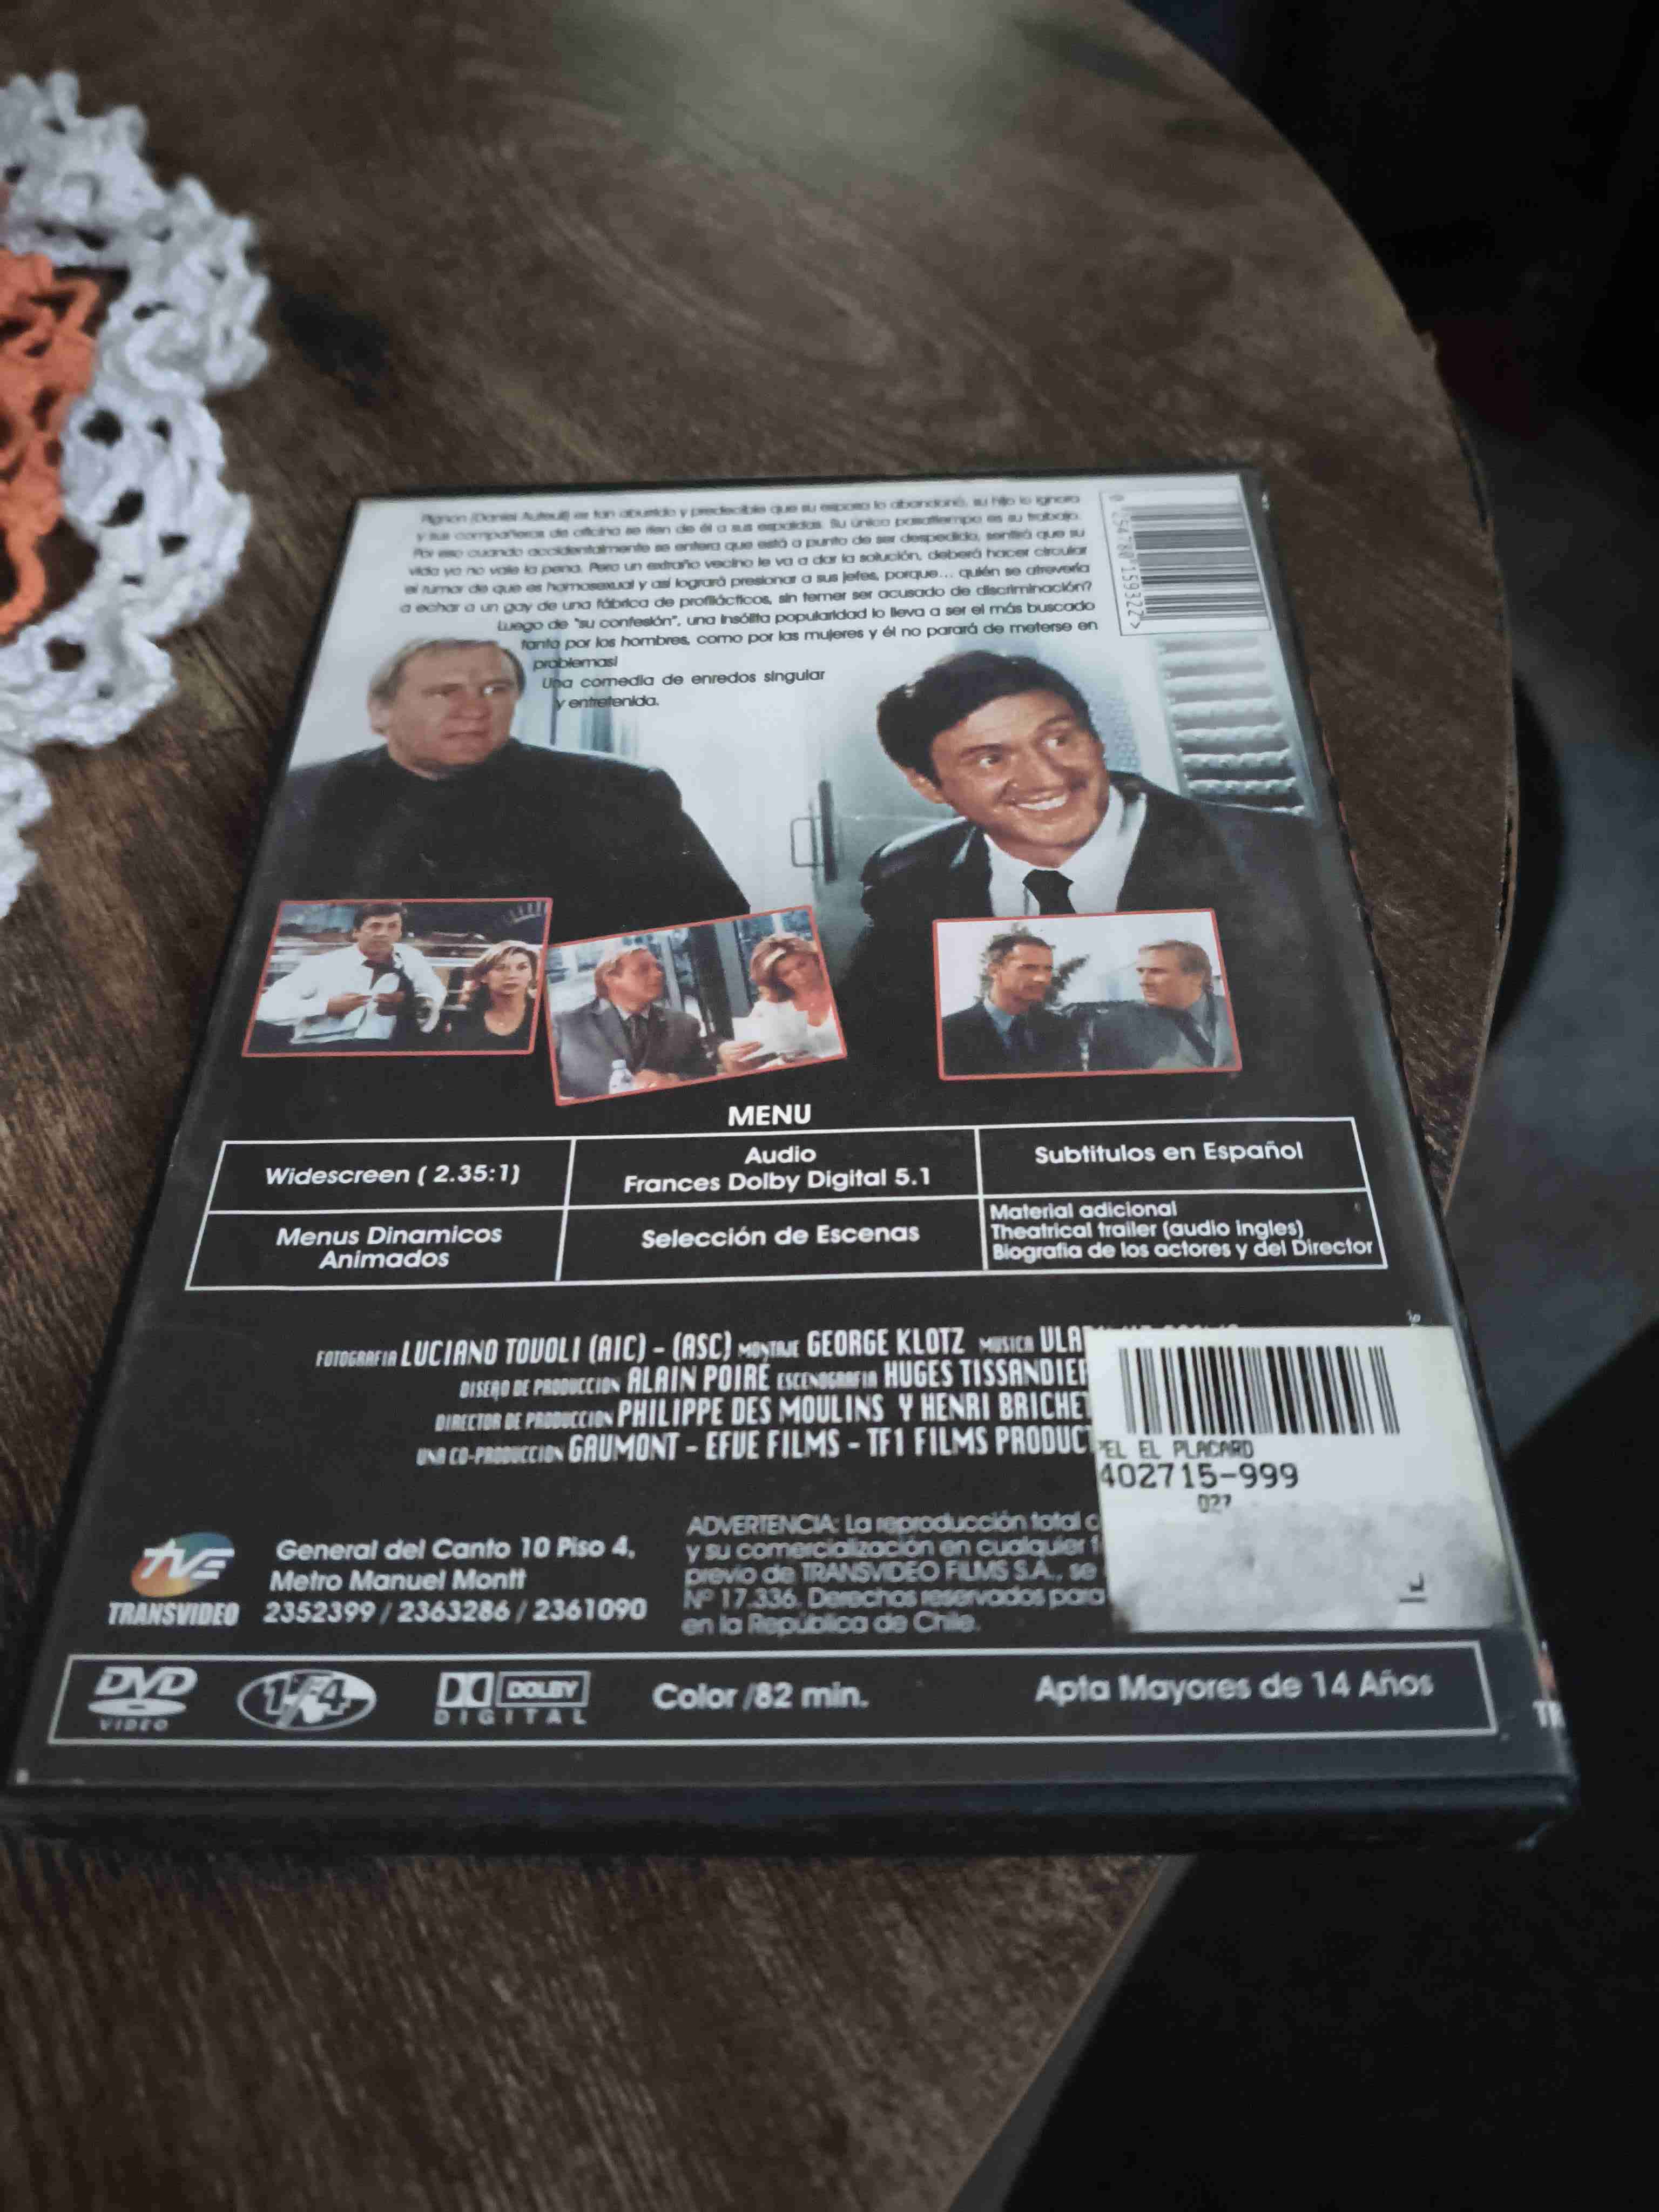 Pignon (Daniel Auteuil) es tan aburrido y predecible que su esposa lo abandonó, su hijo lo ignora
y sus compañeros de oficina se rien de él a sus espaldas. Su único pasatiempo es su trabajo.
Por eso cuando accidentalmente se entera que está a punto de ser despedido, sentirá que su
vida ya no vale la pena. Pero un extraño vecino le va a dar la solución, deberá hacer circular
el rumor de que es homosexual y así logrará presionar a sus jefes, porque... quién se atrevería
a echar a un gay de una fábrica de profilácticos, sin temer ser acusado de discriminación?
Luego de "su confesión", una insólita popularidad lo lleva a ser el más buscado
tanto por los hombres, como por las mujeres y él no parará de meterse en
problemas!
Una comedia de enredos singular
y entretenida.
MENU
Widescreen ( 2.35:1)
Audio
Frances Dolby Digital 5.1
Subtitulos en Español
Menus Dinamicos
Animados
Selección de Escenas
Material adicional
Theatrical trailer (audio ingles)
Biografia de los actores y del Director
FOTOGRAFIA LUCIANO TOVOLI (AIC) - (ASC) MONTAJE GEORGE KLOTZ MUSICA
DISEÑO DE PRODUCCION ALAIN POIRE ESCENOGRAFIA HUGES TISSANDIER
DIRECTOR DE PRODUCCION PHILIPPE DES MOULINS Y HENRI BRICHET
UNA CO-PRODUCCION GAUMONT - EFVE FILMS - TF1 FILMS PRODUCT
PEL EL PLACARD
402715-999
027
TVE
TRANSVIDEO
General del Canto 10 Piso 4,
Metro Manuel Montt
2352399 / 2363286 / 2361090
ADVERTENCIA: La reproducción total o
y su comercialización en cualquier f
previo de TRANSVIDEO FILMS S.A., se
Nº 17.336. Derechos reservados para
en la República de Chile.
DVD
VIDEO
1/4
DOLBY
DIGITAL
Color /82 min.
Apta Mayores de 14 Años